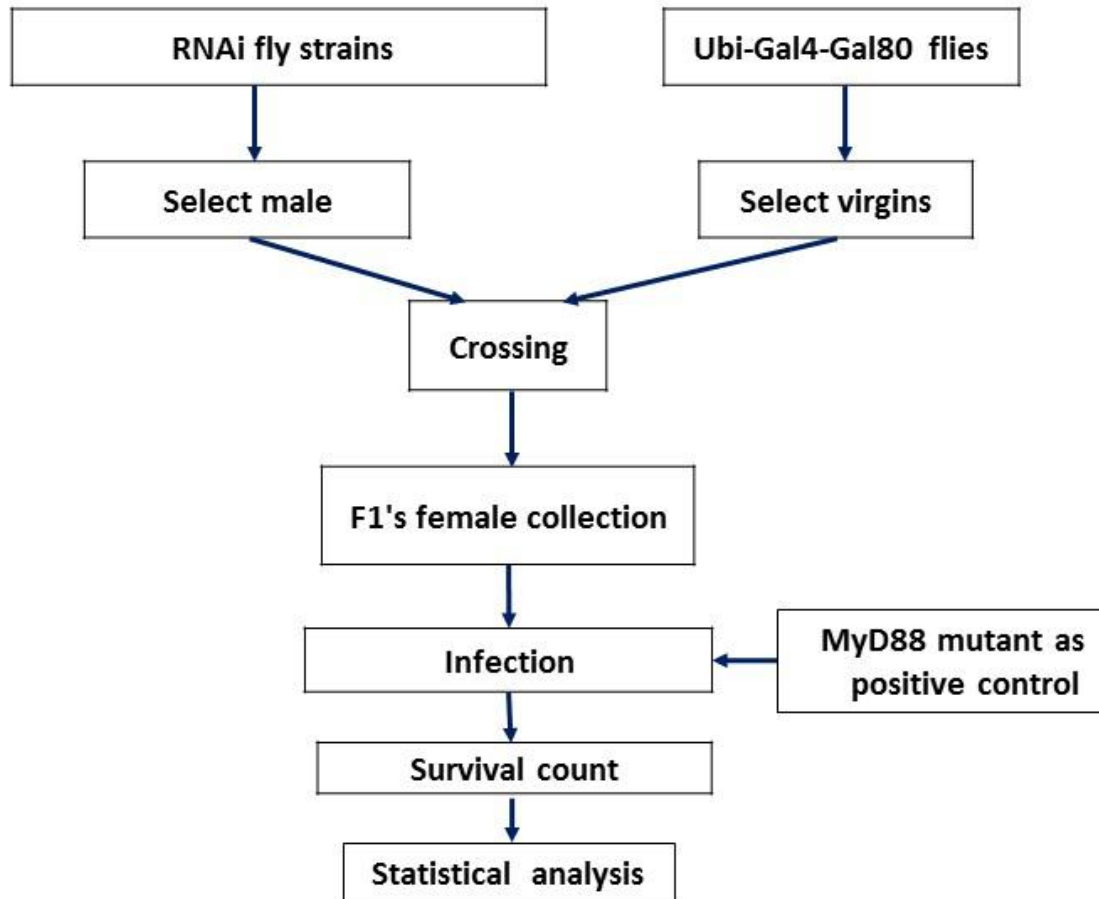 RNAi fly strains
Ubi-Gal4-Gal80 flies
Select male
Select virgins
Crossing
F1's female collection
Infection
MyD88 mutant as
positive control
Survival count
Statistical analysis